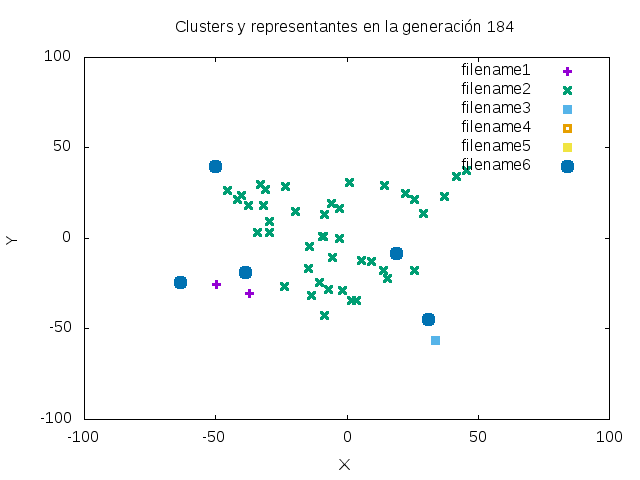 Clusters y representantes en la generación 184
100
50
0
-50
-100
-100
-50
0
50
100
Y
X
filename1
filename2
filename3
filename4
filename5
filename6